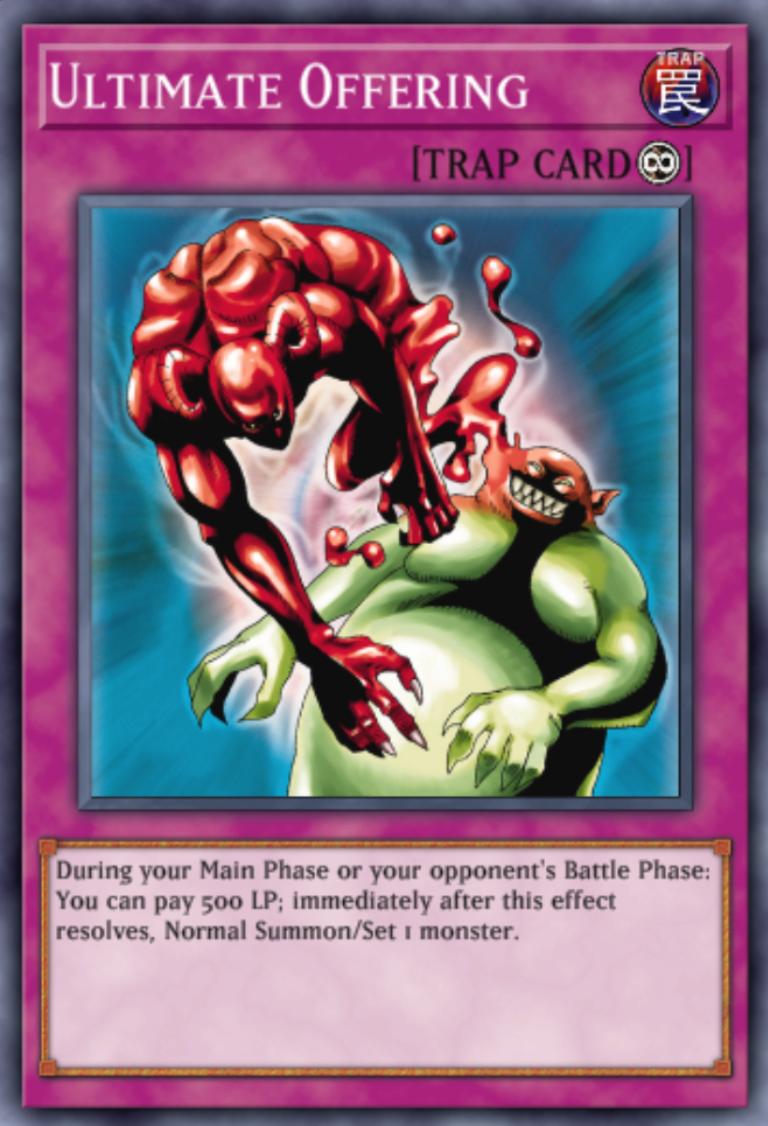 ULTIMATE OFFERING
TRAP
罠
[TRAP CARD]
During your Main Phase or your opponent's Battle Phase:
You can pay 500 LP; immediately after this effect
resolves, Normal Summon/Set 1 monster.